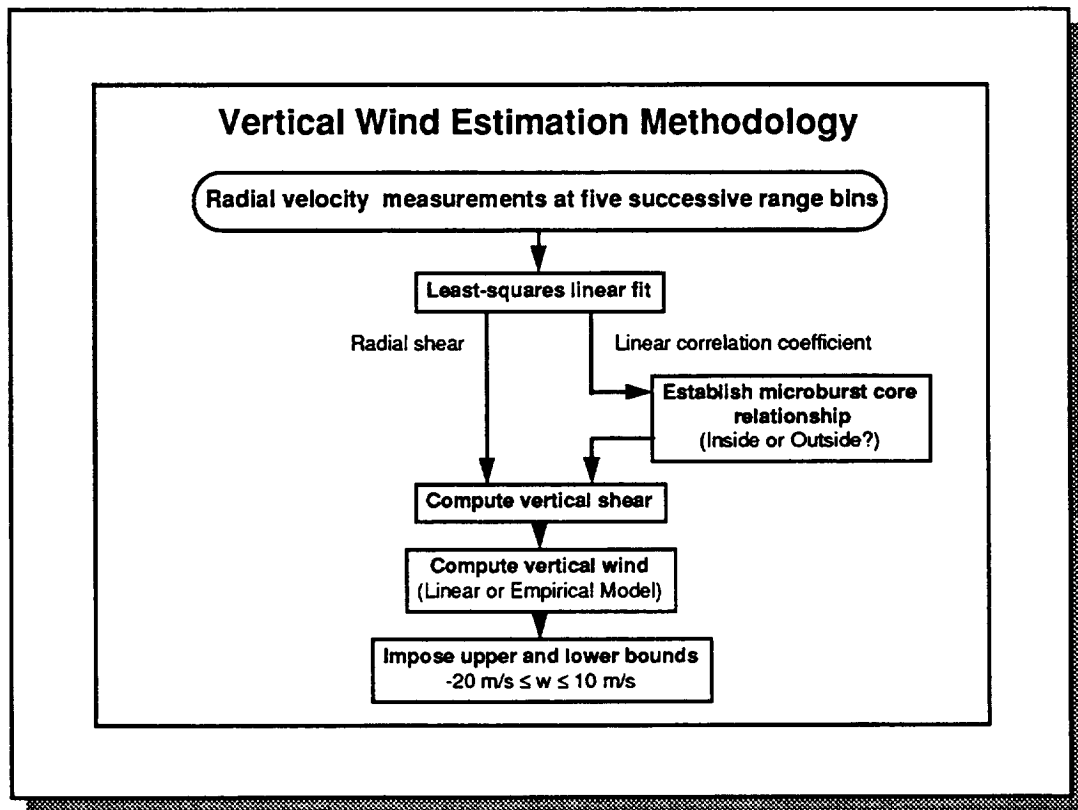 Vertical Wind Estimation Methodology
Radial velocity measurements at five successive range bins
Least-squares linear fit
Radial shear
Linear correlation coefficient
Establish microburst core
relationship
(Inside or Outside?)
Compute vertical shear
Compute vertical wind
(Linear or Empirical Model)
Impose upper and lower bounds
-20 m/s ≤ w ≤ 10 m/s